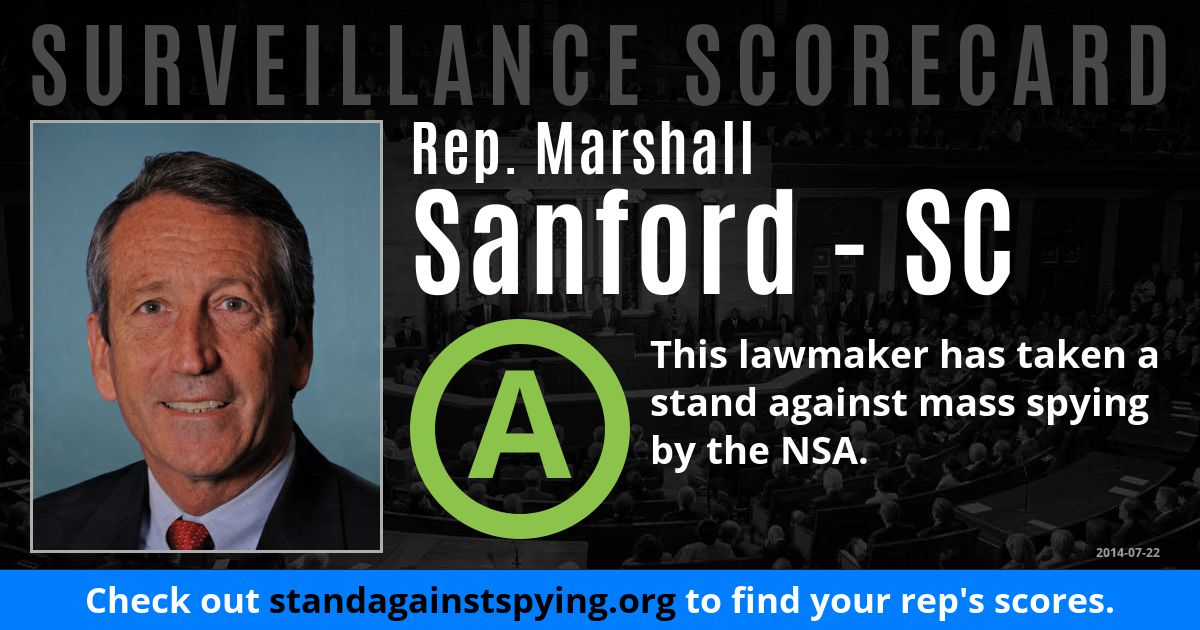 SURVEILLANCE SCORECARD
Rep. Marshall
Sanford - SC
A
This lawmaker has taken a
stand against mass spying
by the NSA.
2014-07-22
Check out standagainstspying.org to find your rep's scores.